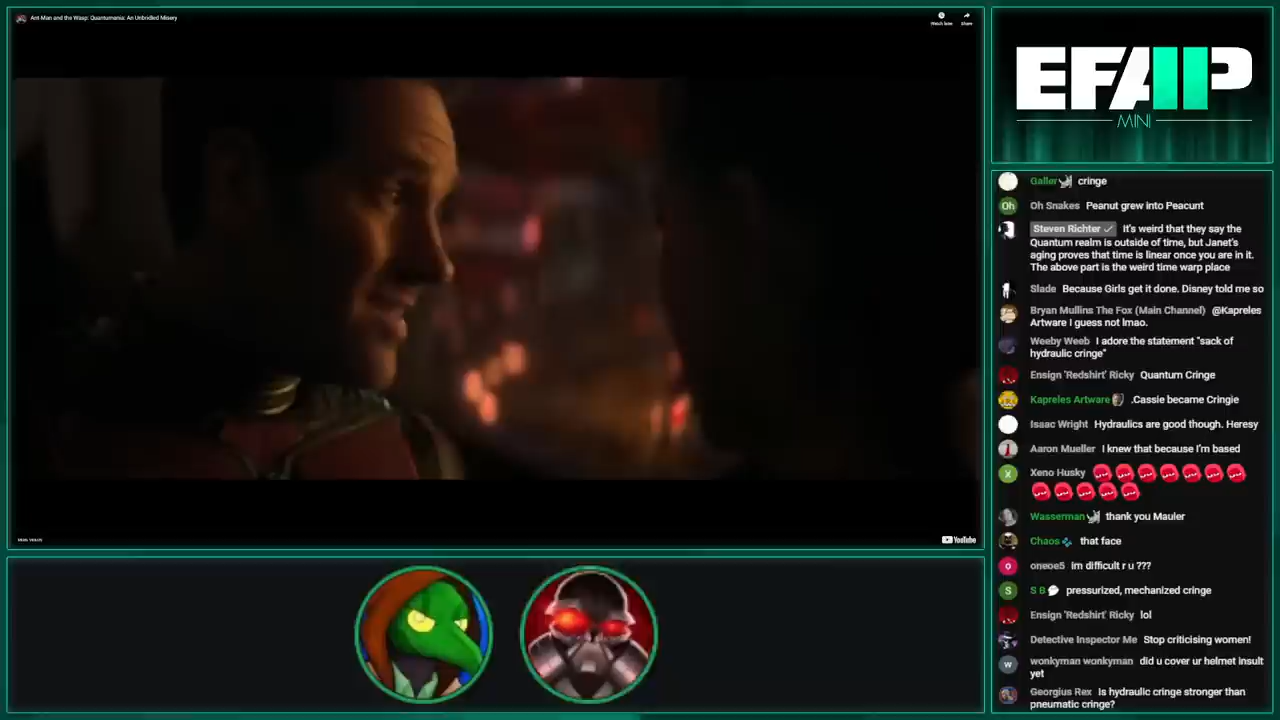 Ant-Man and the Wasp: Quantumania: An Unbridled Misery
Watch later
Share
EFAP
MINI
Galler cringe
Oh
Oh Snakes Peanut grew into Peacunt
Steven Richter It's weird that they say the
Quantum realm is outside of time, but Janet's
aging proves that time is linear once you are in it.
The above part is the weird time warp place
Slade Because Girls get it done. Disney told me so
Bryan Mullins The Fox (Main Channel) @Kapreles
Artware I guess not lmao.
Weeby Weeb I adore the statement "sack of
hydraulic cringe"
Ensign 'Redshirt' Ricky Quantum Cringe
Kapreles Artware .Cassie became Cringie
Isaac Wright Hydraulics are good though. Heresy
Aaron Mueller I knew that because I'm based
X
Xeno Husky
Wasserman thank you Mauler
Chaos that face
o
oneoe5 im difficult r u ???
S
S B pressurized, mechanized cringe
Ensign 'Redshirt' Ricky lol
Detective Inspector Me Stop criticising women!
w
wonkyman wonkyman did u cover ur helmet insult
yet
Georgius Rex Is hydraulic cringe stronger than
pneumatic cringe?
MORE VIDEOS
YouTube